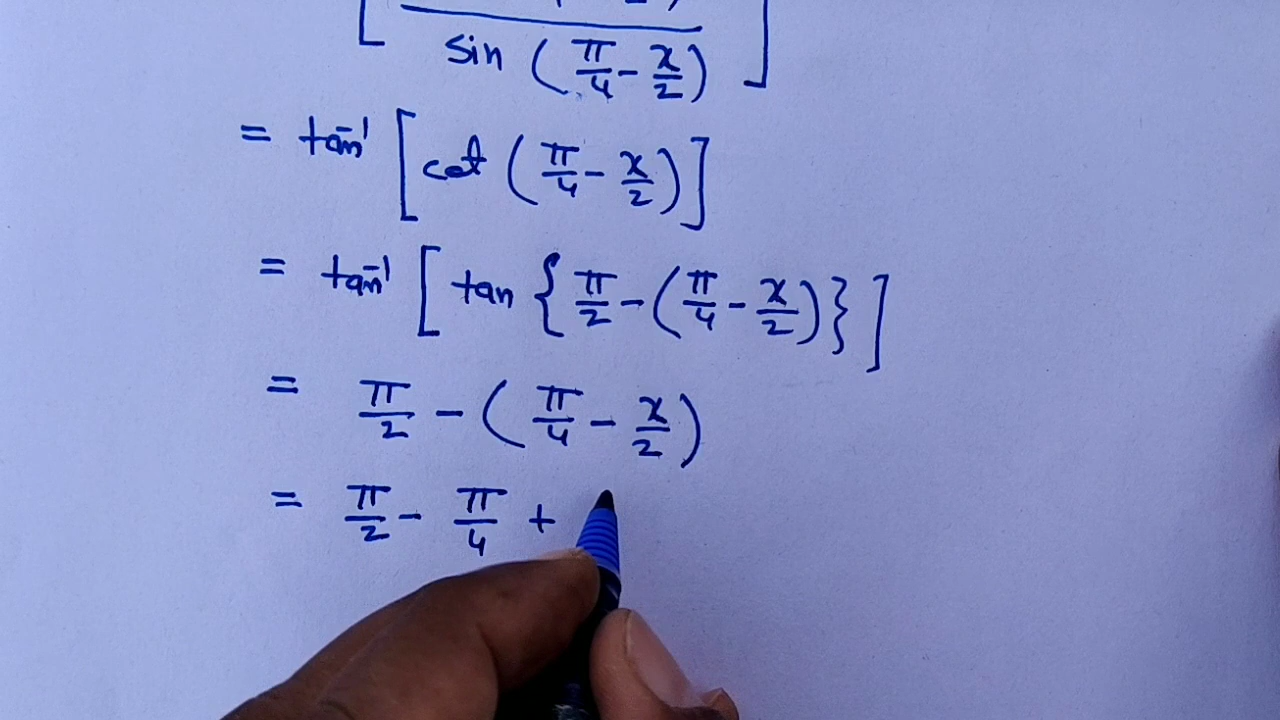 sin (π/4 - x/2) ]
= tan⁻¹ [cot (π/4 - x/2)]
= tan⁻¹ [tan {π/2 - (π/4 - x/2)}]
= π/2 - (π/4 - x/2)
= π/2 - π/4 +